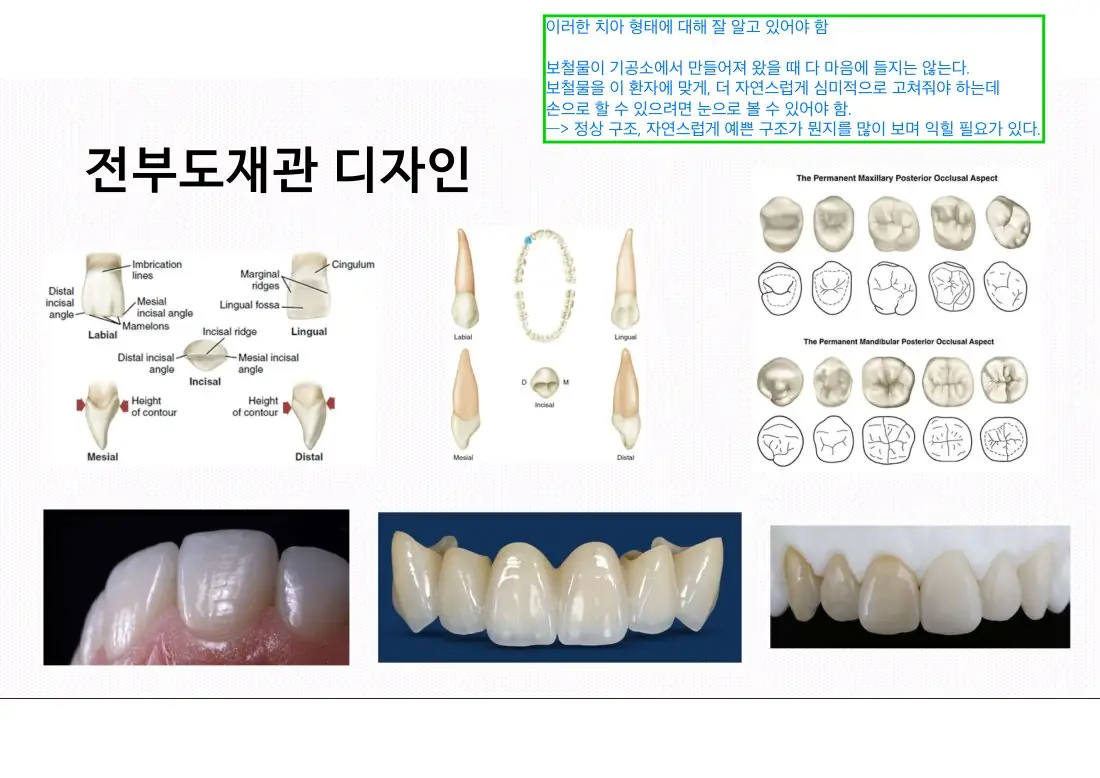 이러한 치아 형태에 대해 잘 알고 있어야 함
보철물이 기공소에서 만들어져 왔을 때 다 마음에 들지는 않는다.
보철물을 이 환자에 맞게, 더 자연스럽게 심미적으로 고쳐줘야 하는데
손으로 할 수 있으려면 눈으로 볼 수 있어야 함.
—> 정상 구조, 자연스럽게 예쁜 구조가 뭔지를 많이 보며 익힐 필요가 있다.
전부도재관 디자인
Imbrication
lines
Distal
incisal
angle
Mesial
incisal angle
Mamelons
Labial
Cingulum
Marginal
ridges
Lingual fossa
Lingual
Incisal ridge
Distal incisal
angle
Mesial incisal
angle
Incisal
Height
of contour
Mesial
Height
of contour
Distal
Labial
Lingual
D
M
Incisal
Mesial
Distal
The Permanent Maxillary Posterior Occlusal Aspect
The Permanent Mandibular Posterior Occlusal Aspect